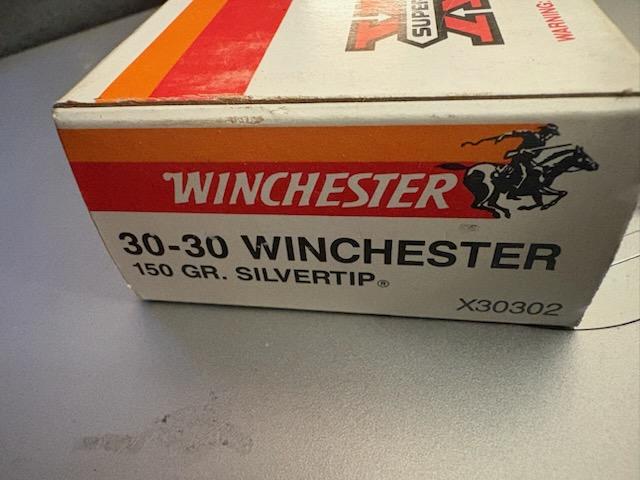 SUPER
X
WARNING:
WINCHESTER
30-30 WINCHESTER
150 GR. SILVERTIP®
X30302